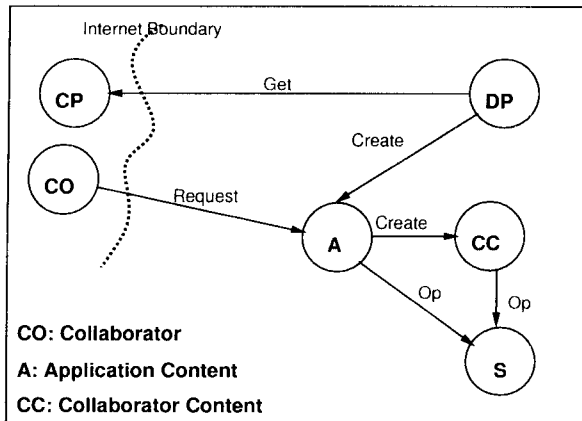 Internet Boundary
CP
Get
DP
Create
CO
Request
A
Create
CC
Op
Op
S
CO: Collaborator
A: Application Content
CC: Collaborator Content